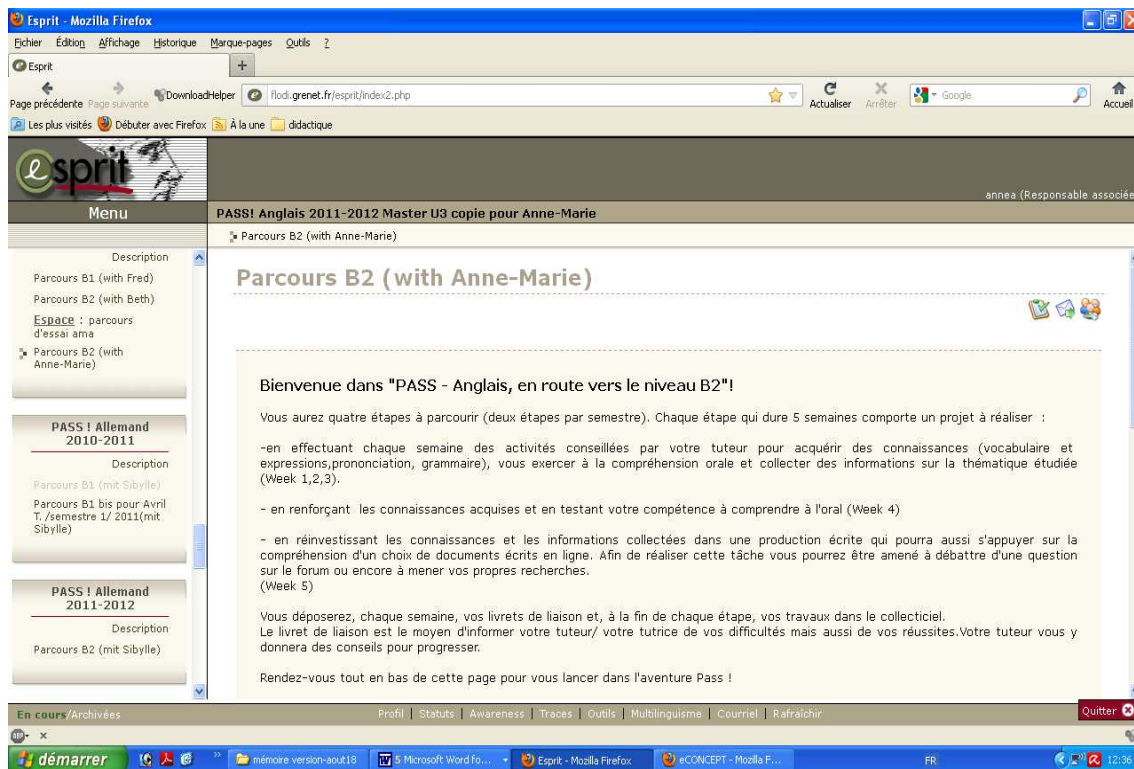 Esprit - Mozilla Firefox
Fichier Édition Affichage Historique Marque-pages Outils ?
Esprit +
Page précédente Page suivante DownloadHelper flodi.grenet.fr/esprit/index2.php Actualiser Arrêter Google Accueil
Les plus visités Débuter avec Firefox À la une didactique
esprit
annea (Responsable associée
Menu
PASS! Anglais 2011-2012 Master U3 copie pour Anne-Marie
Parcours B2 (with Anne-Marie)
Description
Parcours B1 (with Fred)
Parcours B2 (with Beth)
Espace : parcours
d'essai ama
Parcours B2 (with
Anne-Marie)
PASS ! Allemand
2010-2011
Description
Parcours B1 (mit Sibylle)
Parcours B1 bis pour Avril
T. /semestre 1/ 2011(mit
Sibylle)
PASS ! Allemand
2011-2012
Description
Parcours B2 (mit Sibylle)
Parcours B2 (with Anne-Marie)
Bienvenue dans "PASS - Anglais, en route vers le niveau B2"!
Vous aurez quatre étapes à parcourir (deux étapes par semestre). Chaque étape qui dure 5 semaines comporte un projet à réaliser :
-en effectuant chaque semaine des activités conseillées par votre tuteur pour acquérir des connaissances (vocabulaire et
expressions,prononciation, grammaire), vous exercer à la compréhension orale et collecter des informations sur la thématique étudiée
(Week 1,2,3).
- en renforçant les connaissances acquises et en testant votre compétence à comprendre à l'oral (Week 4)
- en réinvestissant les connaissances et les informations collectées dans une production écrite qui pourra aussi s'appuyer sur la
compréhension d'un choix de documents écrits en ligne. Afin de réaliser cette tâche vous pourrez être amené à débattre d'une question
sur le forum ou encore à mener vos propres recherches.
(Week 5)
Vous déposerez, chaque semaine, vos livrets de liaison et, à la fin de chaque étape, vos travaux dans le collecticiel.
Le livret de liaison est le moyen d'informer votre tuteur/ votre tutrice de vos difficultés mais aussi de vos réussites.Votre tuteur vous y
donnera des conseils pour progresser.
Rendez-vous tout en bas de cette page pour vous lancer dans l'aventure Pass !
En cours/Archivées
Profil | Statuts | Awareness | Traces | Outils | Multilinguisme | Courriel | Rafraîchir
Quitter
×
démarrer » mémoire version-aout18 5 Microsoft Word fo... Esprit - Mozilla Firefox eCONCEPT - Mozilla F... FR 12:36